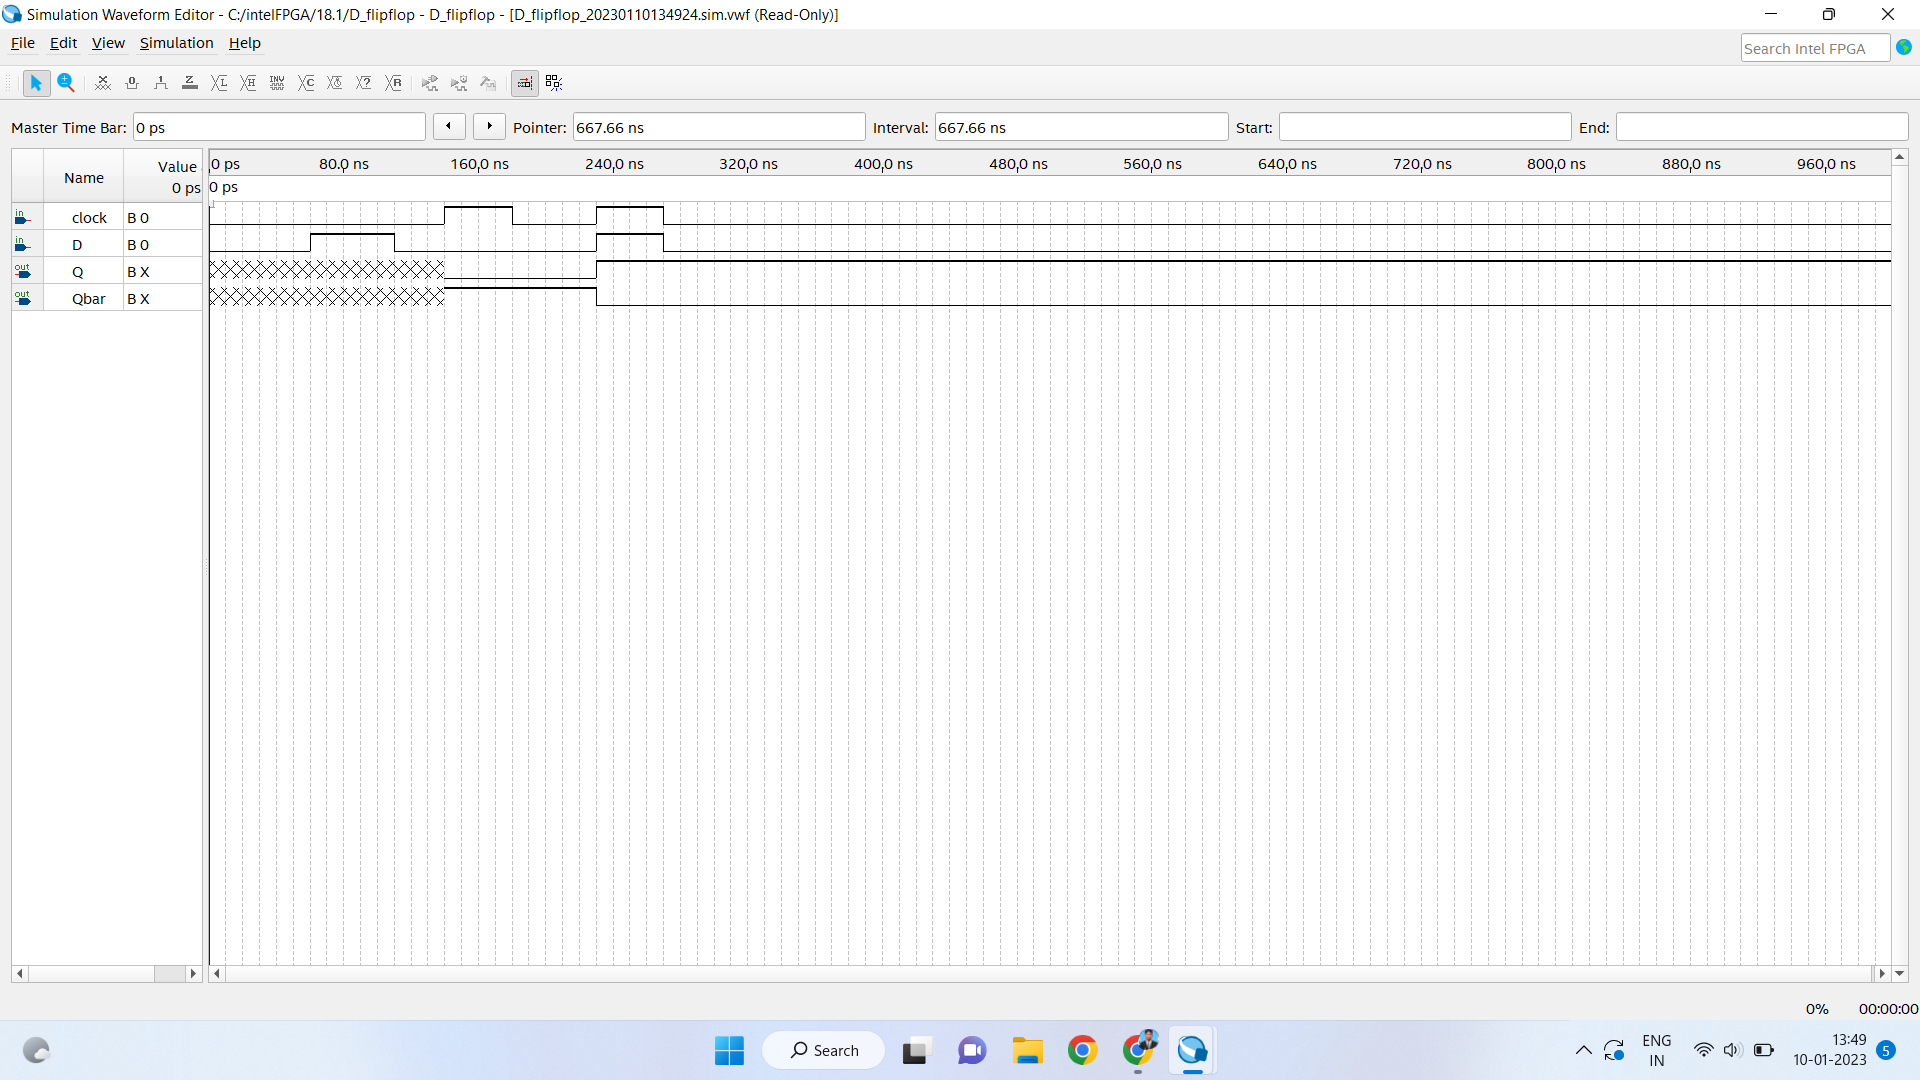 Simulation Waveform Editor - C:/intelFPGA/18.1/D_flipflop - D_flipflop - [D_flipflop_20230110134924.sim.vwf (Read-Only)]
File Edit View Simulation Help
Search Intel FPGA
Master Time Bar: 0 ps Pointer: 667.66 ns Interval: 667.66 ns Start: End:
Name Value 0 ps
0 ps 80.0 ns 160.0 ns 240.0 ns 320.0 ns 400.0 ns 480.0 ns 560.0 ns 640.0 ns 720.0 ns 800.0 ns 880.0 ns 960.0 ns
0 ps
in clock B 0
in D B 0
out Q B X
out Qbar B X
0% 00:00:00
Search
ENG
IN
13:49
10-01-2023
5